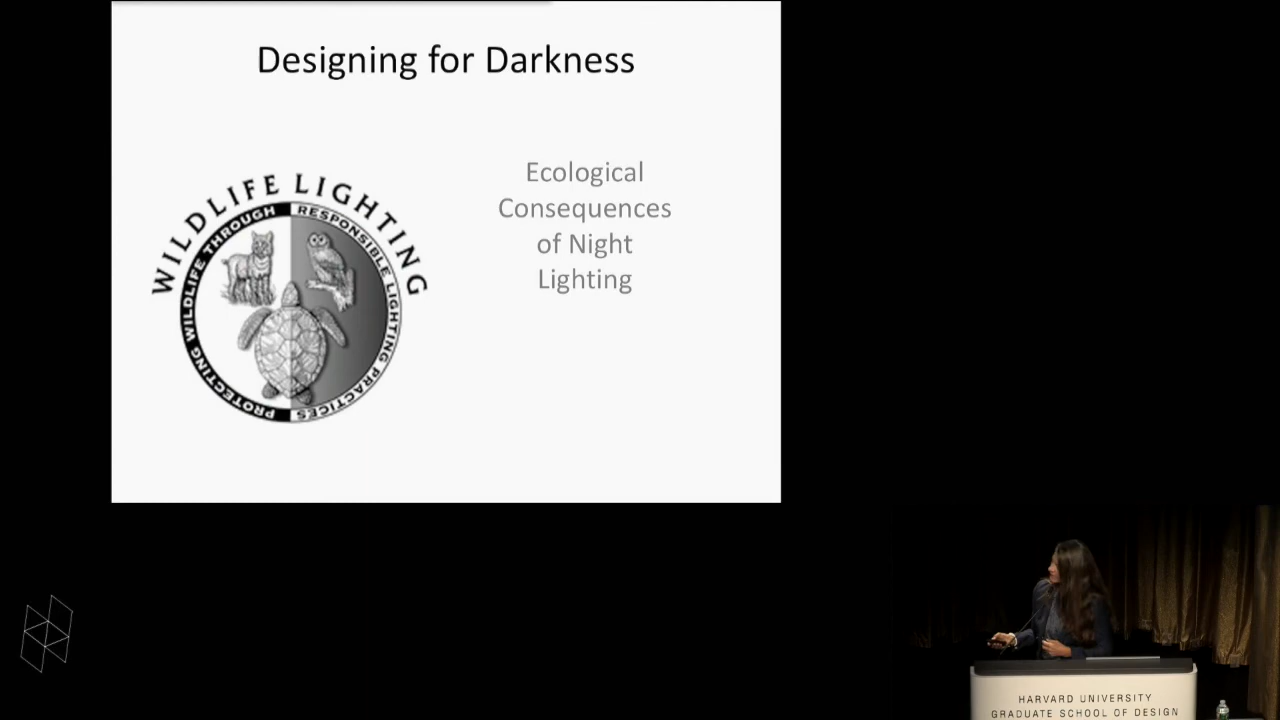 Designing for Darkness
WILDLIFE LIGHTING
PROTECTING WILDLIFE THROUGH RESPONSIBLE LIGHTING PRACTICES
Ecological
Consequences
of Night
Lighting
HARVARD UNIVERSITY
GRADUATE SCHOOL OF DESIGN